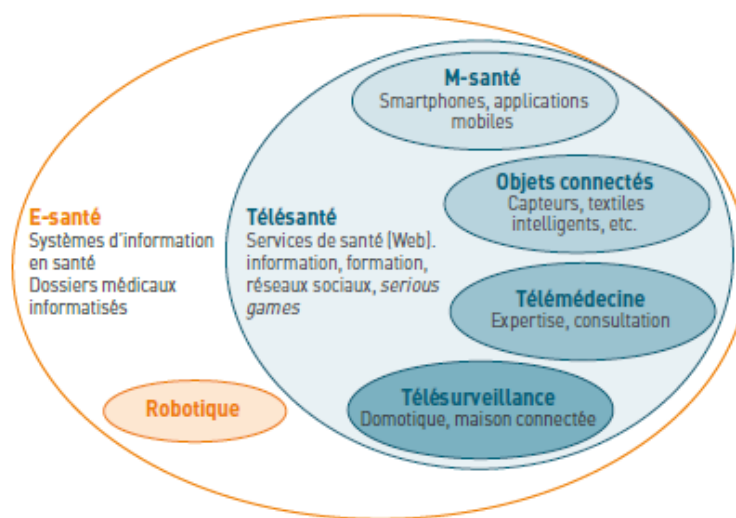 M-santé
Smartphones, applications
mobiles
Objets connectés
Capteurs, textiles
intelligents, etc.
E-santé
Systèmes d'information
en santé
Dossiers médicaux
informatisés
Télésanté
Services de santé (Web).
information, formation,
réseaux sociaux, serious
games
Télémédecine
Expertise, consultation
Robotique
Télésurveillance
Domotique, maison connectée